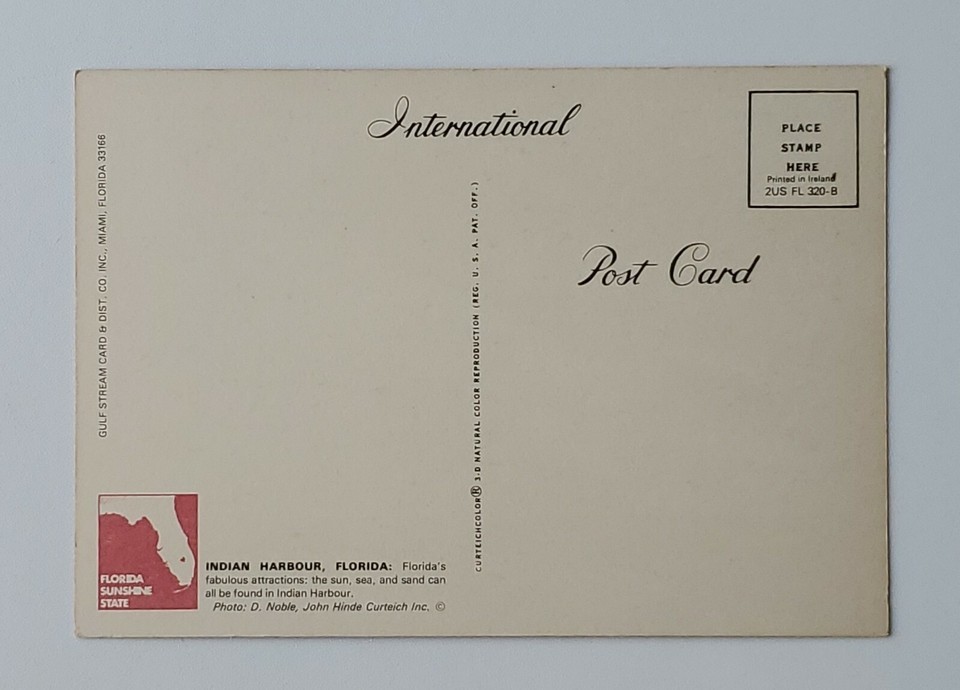 International
PLACE
STAMP
HERE
Printed in Ireland
2US FL 320-B
Post Card
GULF STREAM CARD & DIST. CO. INC., MIAMI, FLORIDA 33166
CURTEICHCOLOR® 3-D NATURAL COLOR REPRODUCTION (REG. U. S. A. PAT. OFF.)
FLORIDA
SUNSHINE
STATE
INDIAN HARBOUR, FLORIDA: Florida's
fabulous attractions: the sun, sea, and sand can
all be found in Indian Harbour.
Photo: D. Noble, John Hinde Curteich Inc. ©